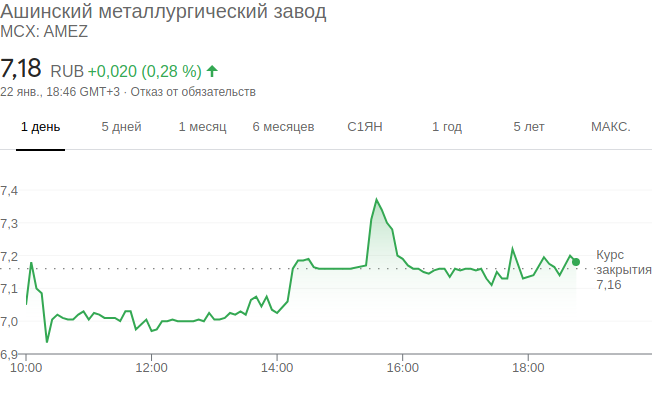 Ашинский металлургический завод
MCX: AMEZ
7,18 RUB +0,020 (0,28 %)
22 янв., 18:46 GMT+3 · Отказ от обязательств
1 день 5 дней 1 месяц 6 месяцев С1ЯН 1 год 5 лет МАКС.
7,4
7,3
7,2
7,1
7,0
6,9
Курс
закрытия
7,16
10:00 12:00 14:00 16:00 18:00